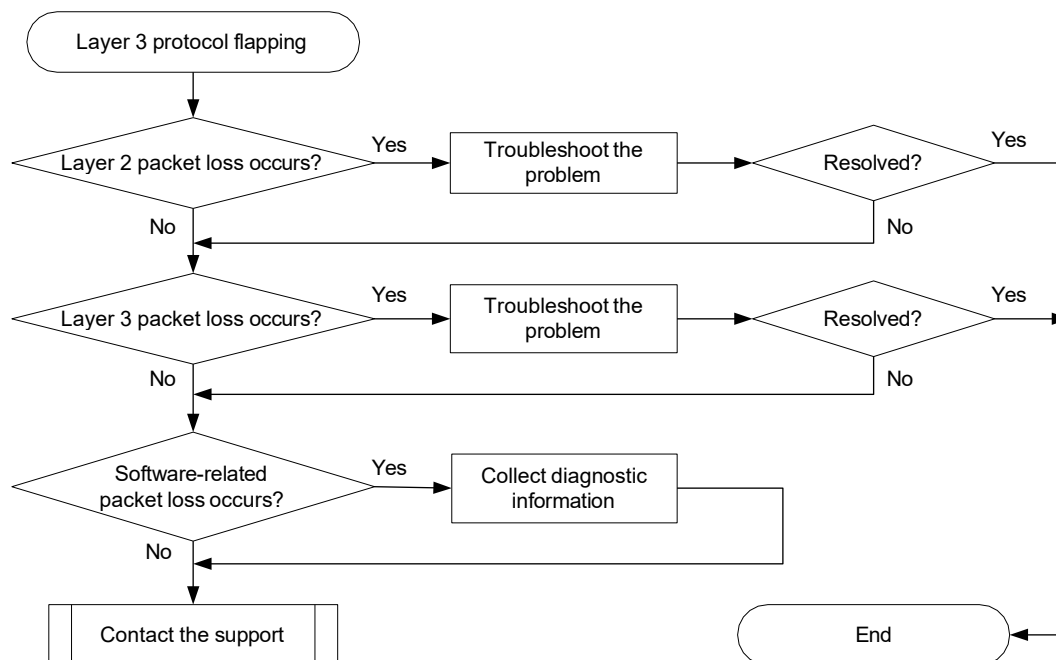 Layer 3 protocol flapping
Layer 2 packet loss occurs?
Yes
Troubleshoot the
problem
Resolved?
Yes
No
No
Layer 3 packet loss occurs?
Yes
Troubleshoot the
problem
Resolved?
Yes
No
No
Software-related
packet loss occurs?
Yes
Collect diagnostic
information
No
Contact the support
End